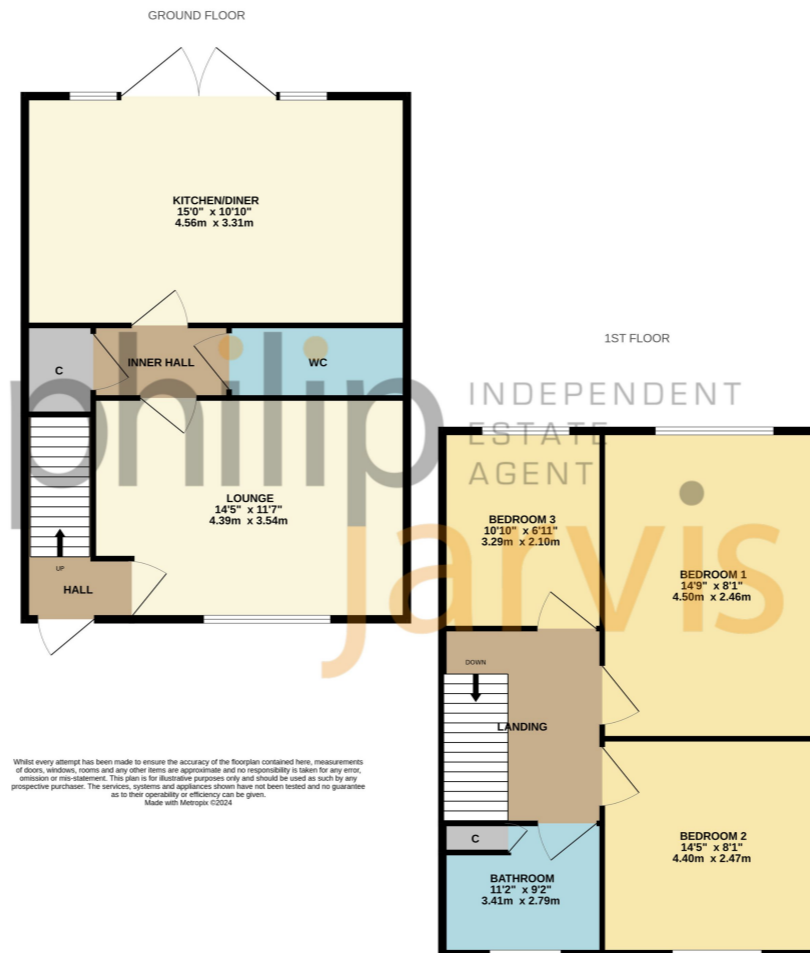 GROUND FLOOR
KITCHEN/DINER
15'0" x 10'10"
4.56m x 3.31m
C
INNER HALL
WC
LOUNGE
14'5" x 11'7"
4.39m x 3.54m
UP
HALL
philip
jarvis
INDEPENDENT
ESTATE
AGENT
1ST FLOOR
BEDROOM 3
10'10" x 6'11"
3.29m x 2.10m
BEDROOM 1
14'9" x 8'1"
4.50m x 2.46m
DOWN
LANDING
C
BATHROOM
11'2" x 9'2"
3.41m x 2.79m
BEDROOM 2
14'5" x 8'1"
4.40m x 2.47m
Whilst every attempt has been made to ensure the accuracy of the floorplan contained here, measurements
of doors, windows, rooms and any other items are approximate and no responsibility is taken for any error,
omission or mis-statement. This plan is for illustrative purposes only and should be used as such by any
prospective purchaser. The services, systems and appliances shown have not been tested and no guarantee
as to their operability or efficiency can be given.
Made with Metropix ©2024